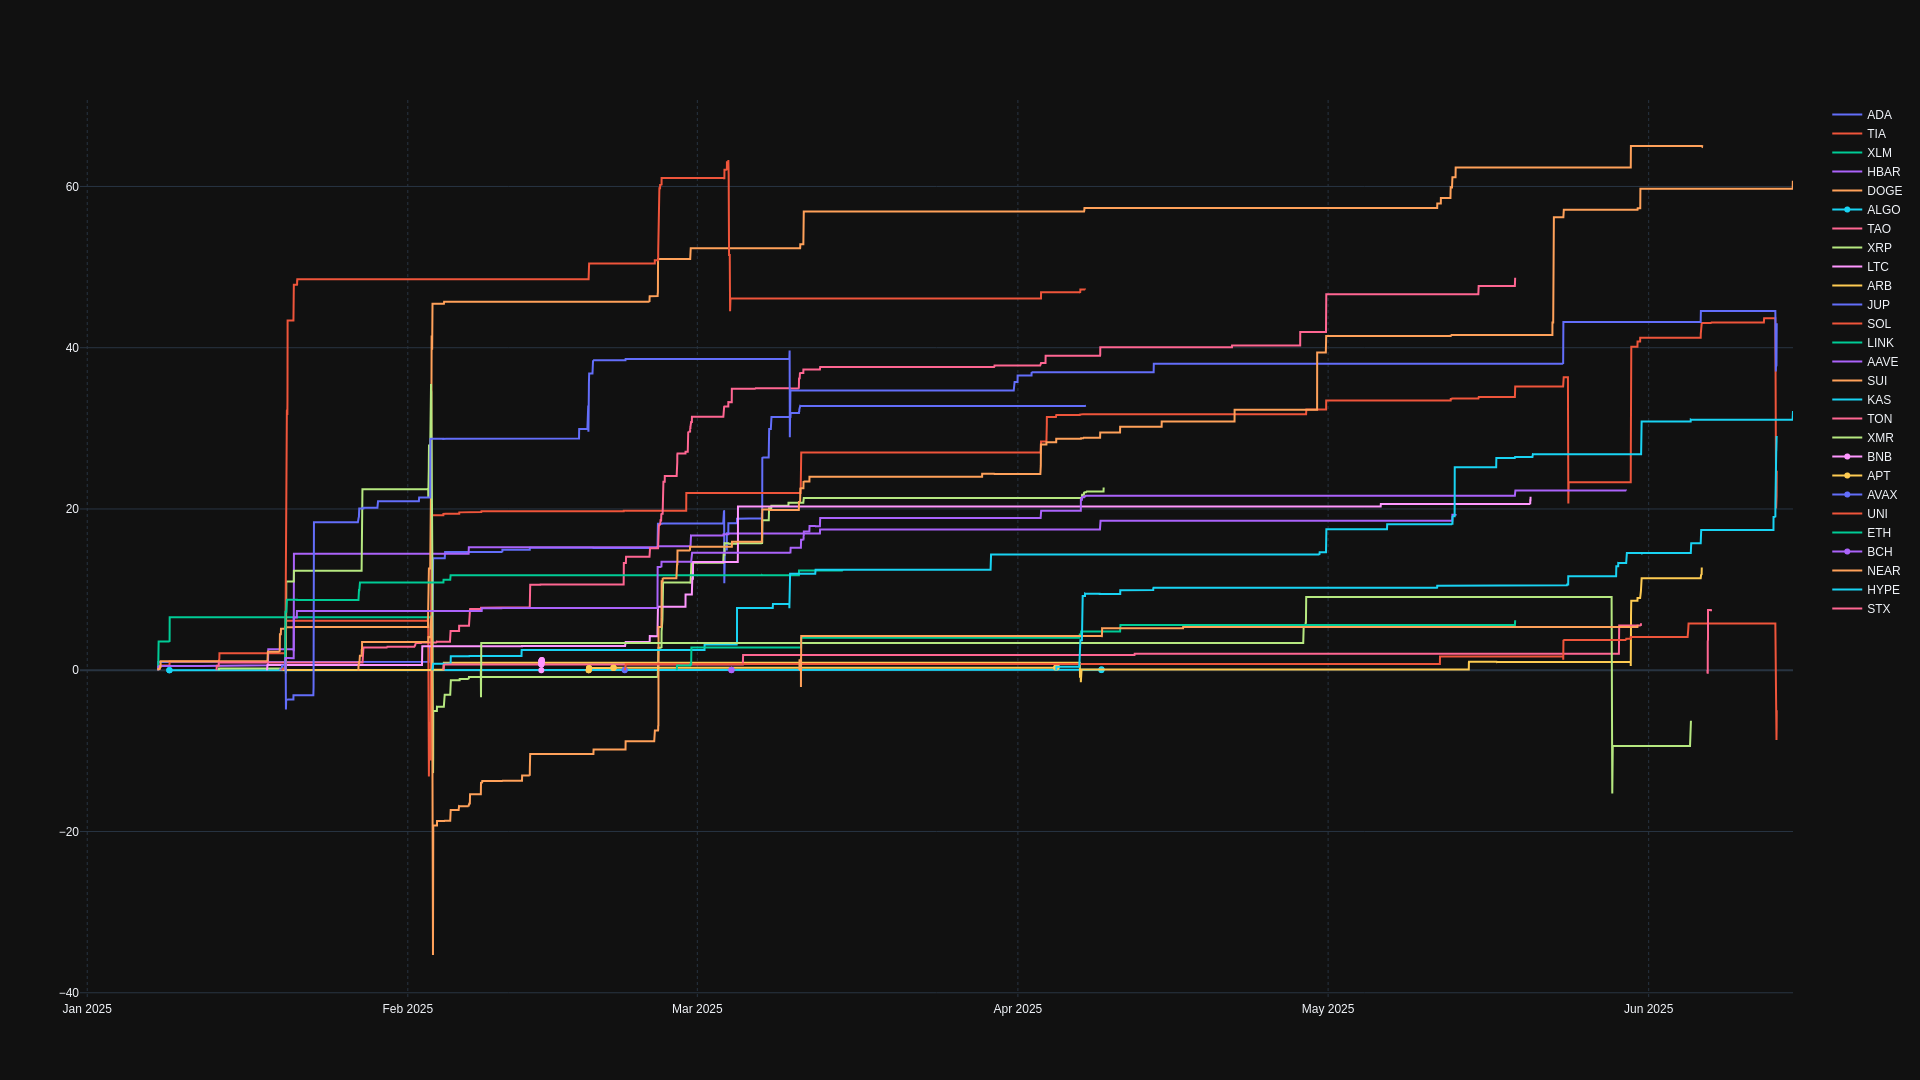 60
40
20
0
−20
−40
Jan 2025
Feb 2025
Mar 2025
Apr 2025
May 2025
Jun 2025
ADA
TIA
XLM
HBAR
DOGE
ALGO
TAO
XRP
LTC
ARB
JUP
SOL
LINK
AAVE
SUI
KAS
TON
XMR
BNB
APT
AVAX
UNI
ETH
BCH
NEAR
HYPE
STX